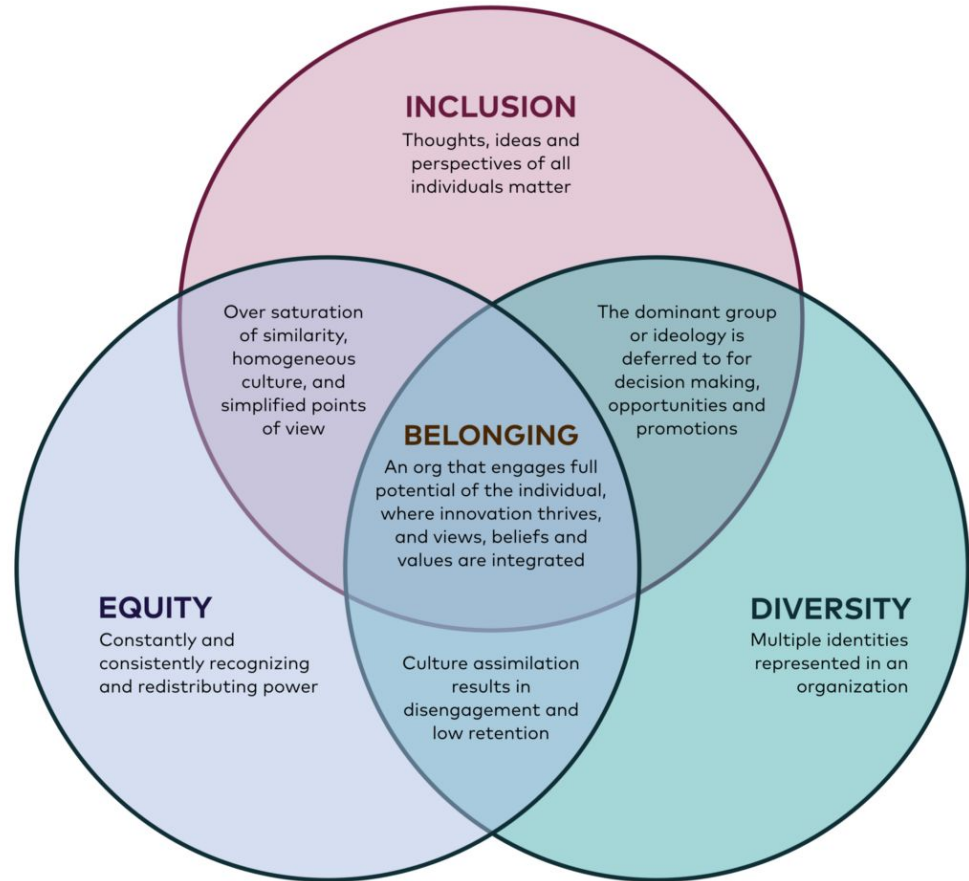 INCLUSION
Thoughts, ideas and
perspectives of all
individuals matter
Over saturation
of similarity,
homogeneous
culture, and
simplified points
of view
The dominant group
or ideology is
deferred to for
decision making,
opportunities and
promotions
BELONGING
An org that engages full
potential of the individual,
where innovation thrives,
and views, beliefs and
values are integrated
EQUITY
Constantly and
consistently recognizing
and redistributing power
DIVERSITY
Multiple identities
represented in an
organization
Culture assimilation
results in
disengagement and
low retention